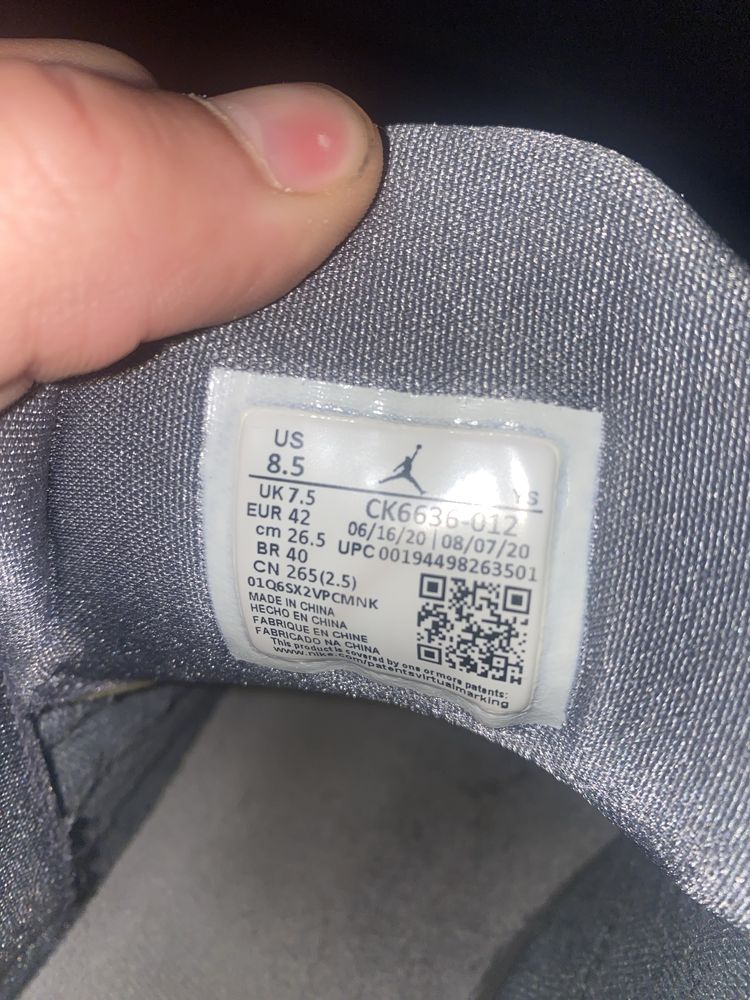 US
8.5
YS
UK 7.5
CK6636-012
EUR 42
06/16/20 | 08/07/20
cm 26.5
UPC 00194498263501
BR 40
CN 265(2.5)
01Q6SX2VPCMNK
MADE IN CHINA
HECHO EN CHINA
FABRIQUE EN CHINE
FABRICADO NA CHINA
This product is covered by one or more patents:
www.nike.com/patentsvirtualmarking